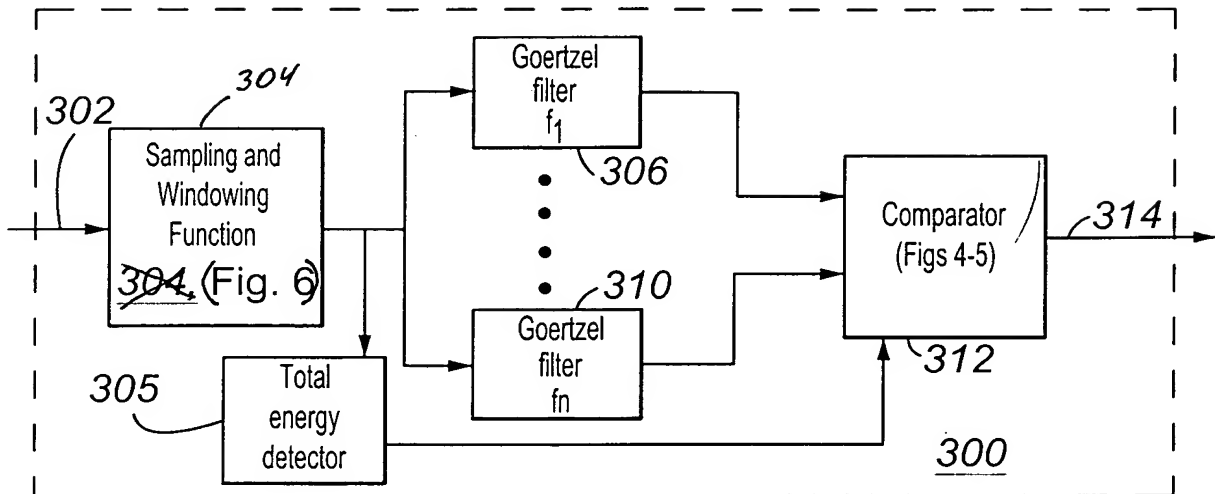 304
302
Sampling and
Windowing
Function
304, (Fig. 6)
Goertzel
filter
f1
306
310
Goertzel
filter
fn
305
Total
energy
detector
Comparator
(Figs 4-5)
312
314
300